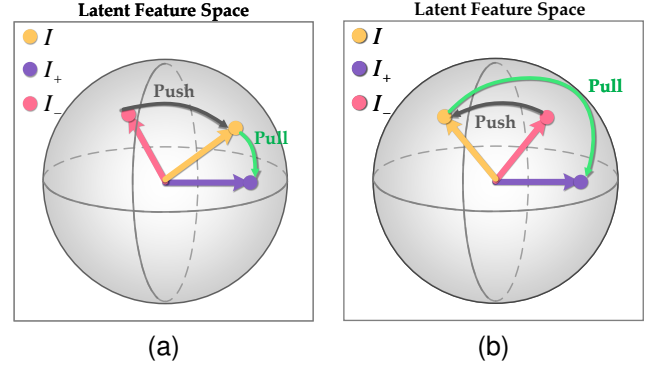 Latent Feature Space
I
I₊
I₋
Push
Pull
(a)
Latent Feature Space
I
I₊
I₋
Pull
Push
(b)